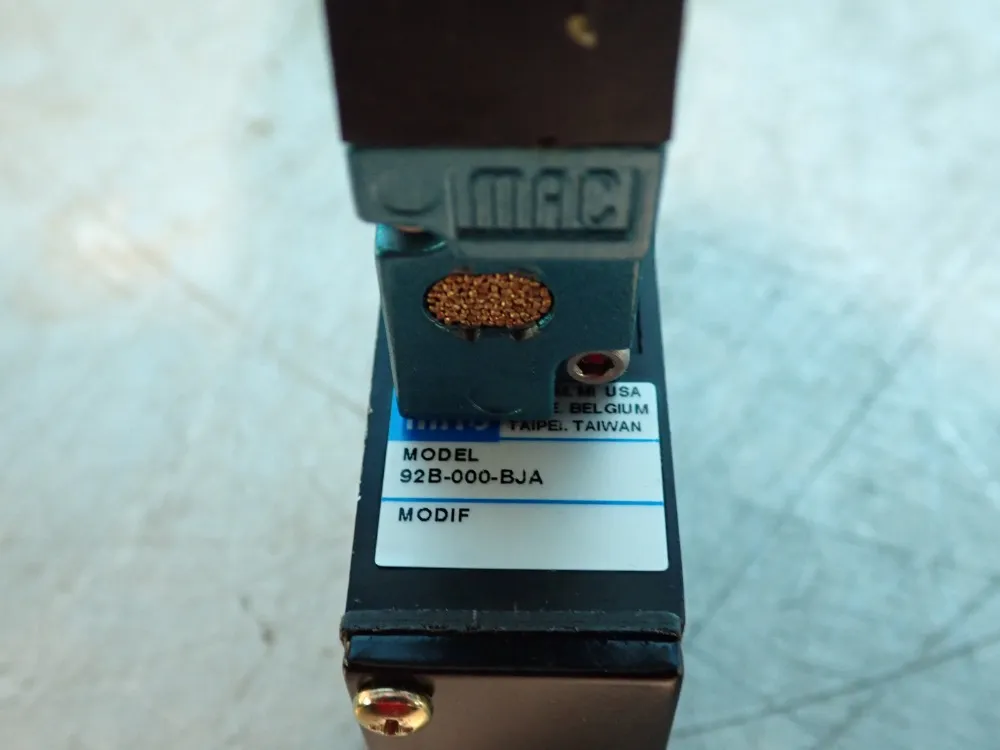 MAC
USA
BELGIUM
TAIPEI. TAIWAN
MODEL
92B-000-BJA
MODIF